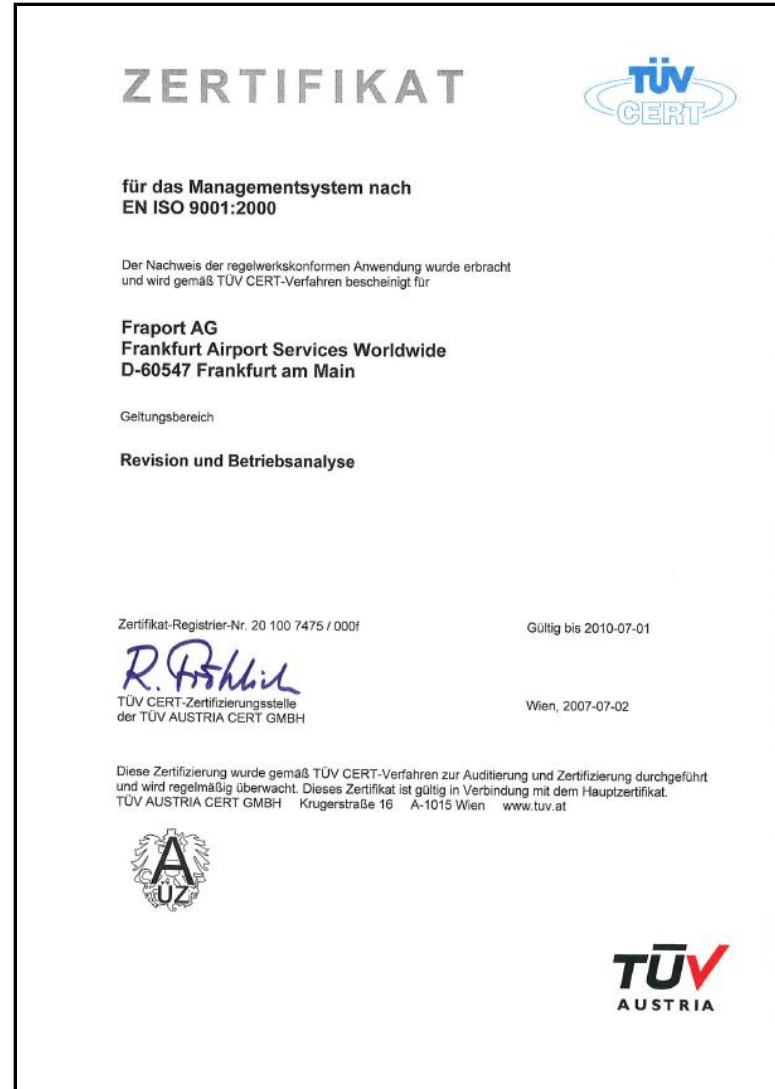 ZERTIFIKAT
TÜV
CERT
für das Managementsystem nach
EN ISO 9001:2000
Der Nachweis der regelwerkskonformen Anwendung wurde erbracht
und wird gemäß TÜV CERT-Verfahren bescheinigt für
Fraport AG
Frankfurt Airport Services Worldwide
D-60547 Frankfurt am Main
Geltungsbereich
Revision und Betriebsanalyse
Zertifikat-Registrier-Nr. 20 100 7475 / 000f
Gültig bis 2010-07-01
R. Fröhlich
TÜV CERT-Zertifizierungsstelle
der TÜV AUSTRIA CERT GMBH
Wien, 2007-07-02
Diese Zertifizierung wurde gemäß TÜV CERT-Verfahren zur Auditierung und Zertifizierung durchgeführt
und wird regelmäßig überwacht. Dieses Zertifikat ist gültig in Verbindung mit dem Hauptzertifikat.
TÜV AUSTRIA CERT GMBH Krugerstraße 16 A-1015 Wien www.tuv.at
A
ÜZ
TÜV
AUSTRIA